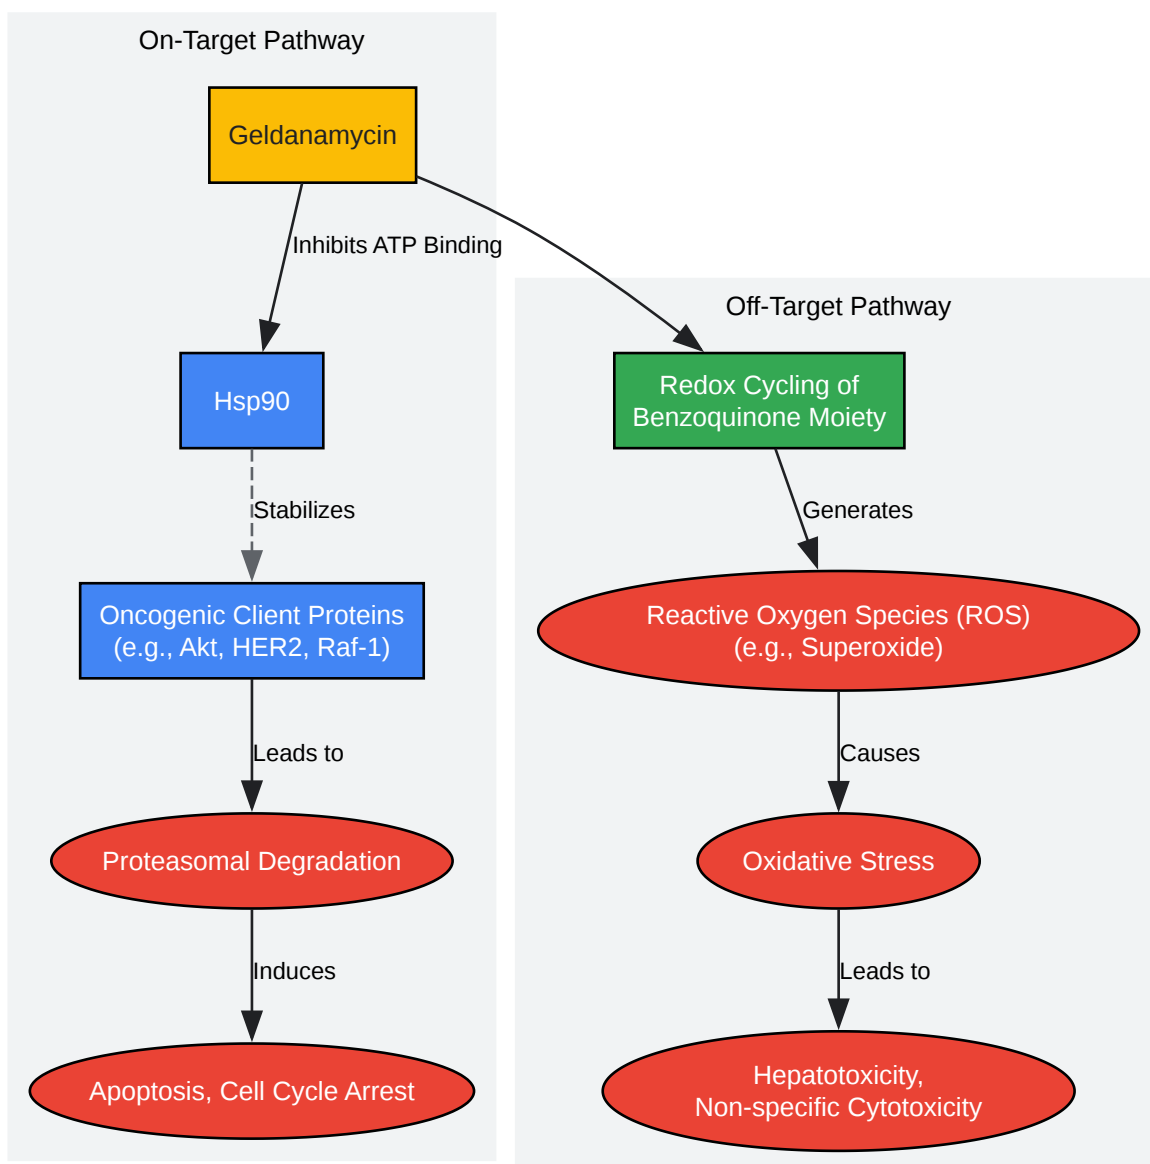 On-Target Pathway
Geldanamycin
Inhibits ATP Binding
Hsp90
Stabilizes
Oncogenic Client Proteins
(e.g., Akt, HER2, Raf-1)
Leads to
Proteasomal Degradation
Induces
Apoptosis, Cell Cycle Arrest
Off-Target Pathway
Redox Cycling of
Benzoquinone Moiety
Generates
Reactive Oxygen Species (ROS)
(e.g., Superoxide)
Causes
Oxidative Stress
Leads to
Hepatotoxicity,
Non-specific Cytotoxicity